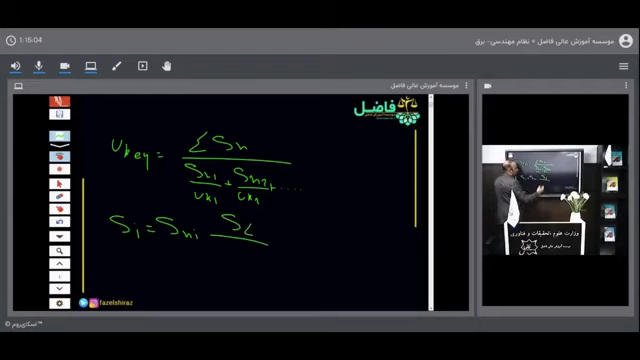 1:15:04
موسسه آموزش عالی فاضل » نظام مهندسی- برق
فاضل
Ukeq = ΣSn / (Sn1/Uk1 + Sn2/Uk2 + ....
Si = Sni SL
fazelshiraz
وزارت علوم، تحقیقات و فناوری
موسسه آموزش عالی فاضل
اسکای‌روم™